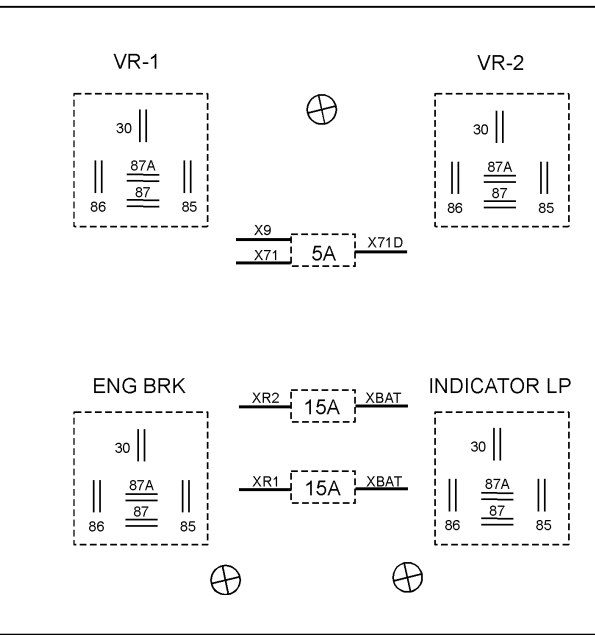 VR-1
VR-2
30
87A
87
86
85
30
87A
87
86
85
X9
X71
5A
X71D
ENG BRK
INDICATOR LP
30
87A
87
86
85
XR2
15A
XBAT
XR1
15A
XBAT
30
87A
87
86
85